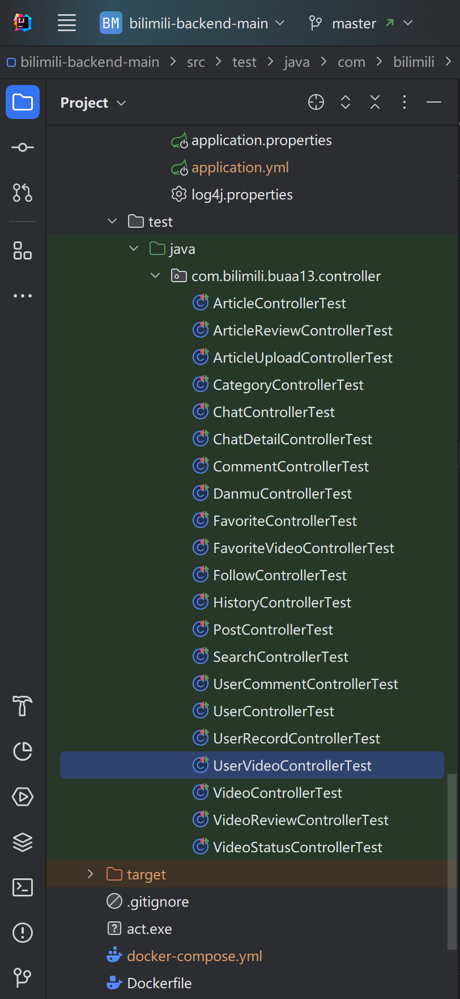 BM bilimili-backend-main master
bilimili-backend-main > src > test > java > com > bilimili >
Project
application.properties
application.yml
log4j.properties
test
java
com.bilimili.buaa13.controller
ArticleControllerTest
ArticleReviewControllerTest
ArticleUploadControllerTest
CategoryControllerTest
ChatControllerTest
ChatDetailControllerTest
CommentControllerTest
DanmuControllerTest
FavoriteControllerTest
FavoriteVideoControllerTest
FollowControllerTest
HistoryControllerTest
PostControllerTest
SearchControllerTest
UserCommentControllerTest
UserControllerTest
UserRecordControllerTest
UserVideoControllerTest
VideoControllerTest
VideoReviewControllerTest
VideoStatusControllerTest
target
.gitignore
act.exe
docker-compose.yml
Dockerfile